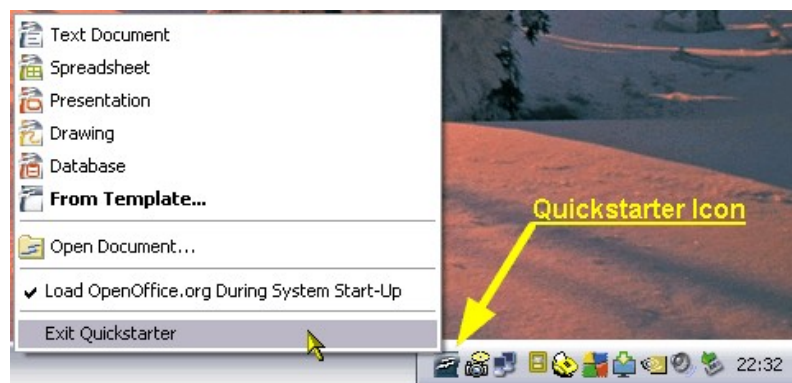 Text Document
Spreadsheet
Presentation
Drawing
Database
From Template...
Open Document...
Load OpenOffice.org During System Start-Up
Exit Quickstarter
Quickstarter Icon
22:32